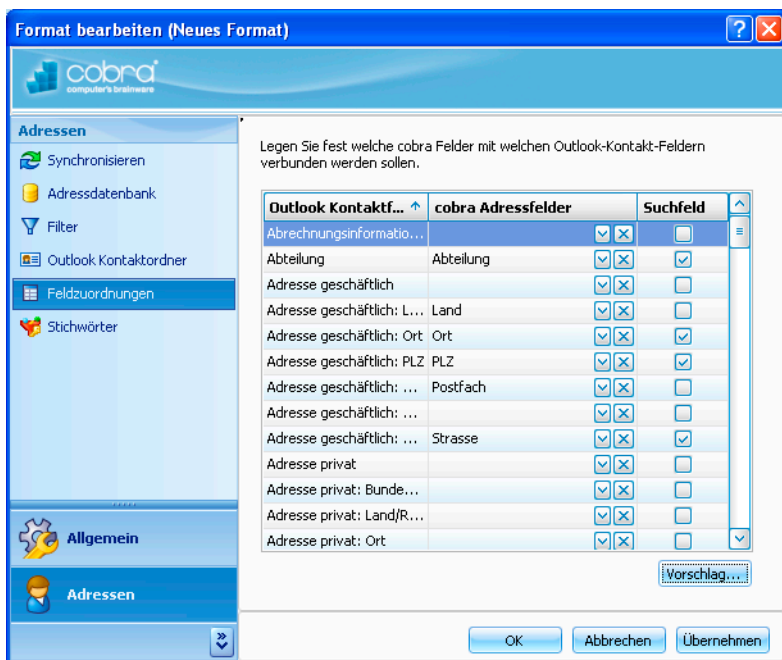 Format bearbeiten (Neues Format)
cobra
computer's brainware
Adressen
Synchronisieren
Adressdatenbank
Filter
Outlook Kontaktordner
Feldzuordnungen
Stichwörter
Allgemein
Adressen
Legen Sie fest welche cobra Felder mit welchen Outlook-Kontakt-Feldern
verbunden werden sollen.
Outlook Kontaktf... cobra Adressfelder Suchfeld
Abrechnungsinformatio...
Abteilung Abteilung
Adresse geschäftlich
Adresse geschäftlich: L... Land
Adresse geschäftlich: Ort Ort
Adresse geschäftlich: PLZ PLZ
Adresse geschäftlich: ... Postfach
Adresse geschäftlich: ...
Adresse geschäftlich: ... Strasse
Adresse privat
Adresse privat: Bunde...
Adresse privat: Land/R...
Adresse privat: Ort
Vorschlag...
OK Abbrechen Übernehmen